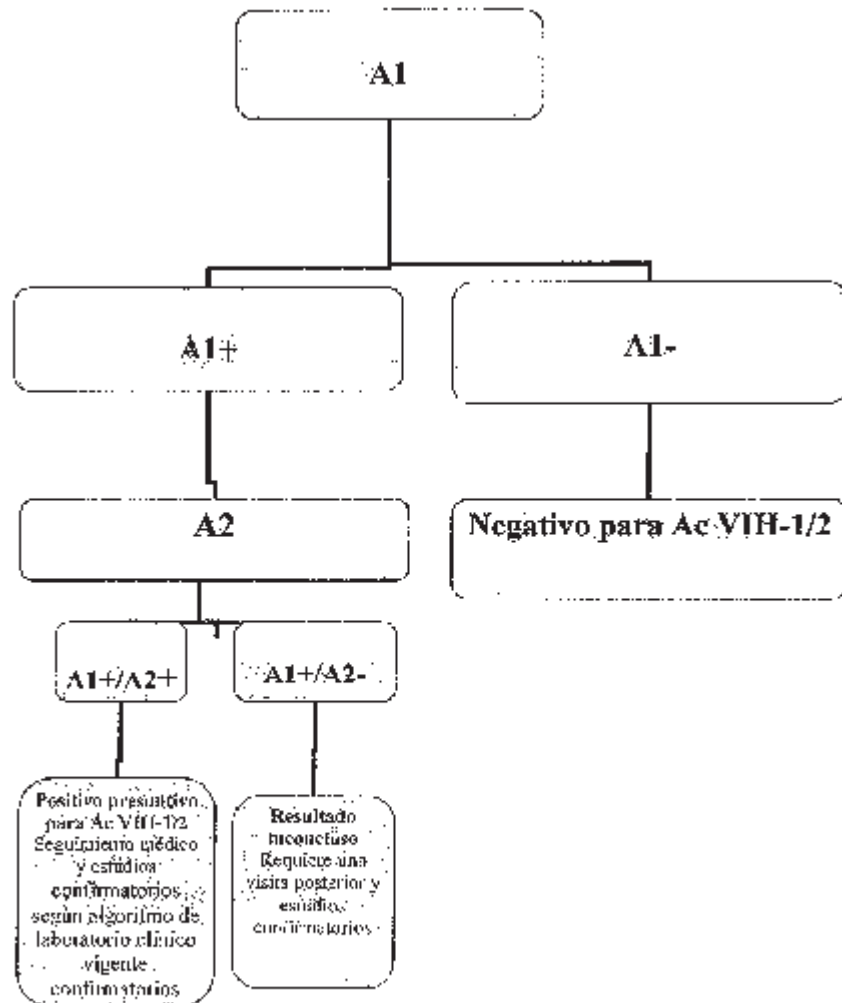 A1
A1+
A1-
A2
Negativo para Ac VIH-1/2
A1+/A2+
A1+/A2-
Positivo presuntivo
para Ac VIH-1/2
Seguimiento médico
y estudios
confirmatorios
según algoritmo de
laboratorio clínico
vigente
confirmatorios
Resultado
inconcluso
Requiere una
visita posterior y
estudios
confirmatorios